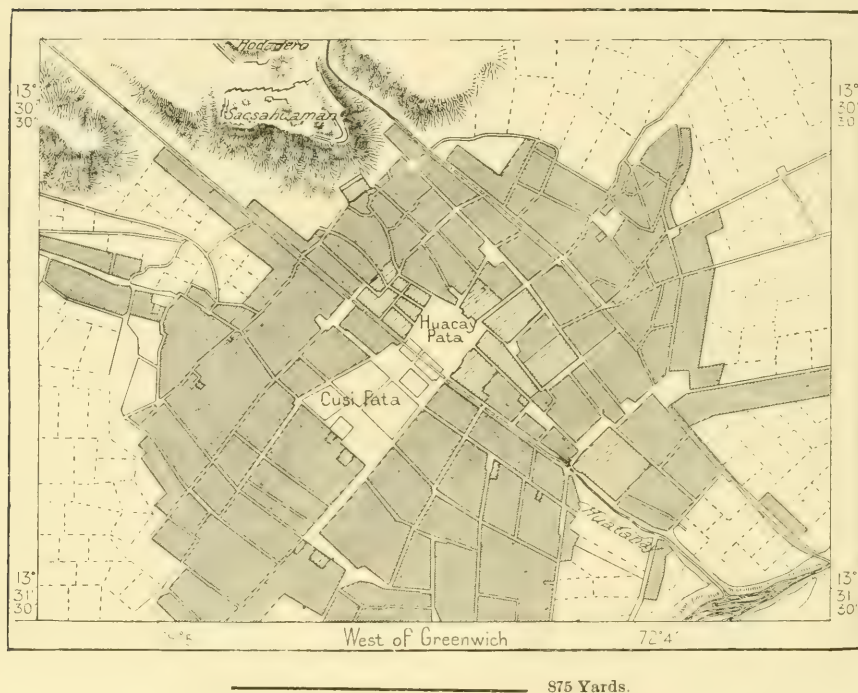 Rodadero
Sacsahuaman
13°
30'
30"
13°
30'
Huacay
Pata
Cusi Pata
Huatanay
13°
31'
30"
13°
31'
30"
West of Greenwich
72°4'
875 Yards.